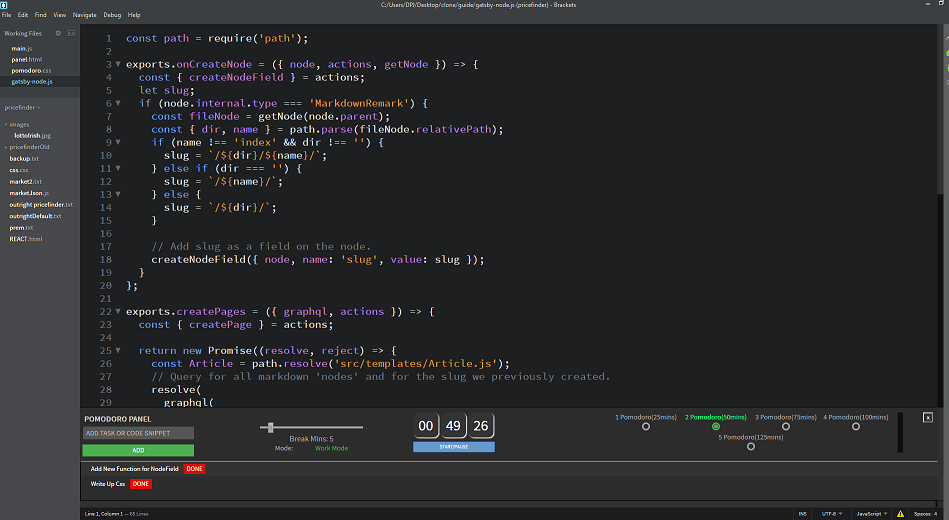 C:/Users/DPI/Desktop/clone/guide/gatsby-node.js (pricefinder) - Brackets
File Edit Find View Navigate Debug Help
Working Files
main.js
panel.html
pomodoro.css
gatsby-node.js
pricefinder
images
lottoIrish.jpg
pricefinderOld
backup.txt
css.css
market2.txt
marketJson.js
outright pricefinder.txt
outrightDefault.txt
prem.txt
REACT.html
1 const path = require('path');
2
3 exports.onCreateNode = ({ node, actions, getNode }) => {
4 const { createNodeField } = actions;
5 let slug;
6 if (node.internal.type === 'MarkdownRemark') {
7 const fileNode = getNode(node.parent);
8 const { dir, name } = path.parse(fileNode.relativePath);
9 if (name !== 'index' && dir !== '') {
10 slug = `/${dir}/${name}/`;
11 } else if (dir === '') {
12 slug = `/${name}/`;
13 } else {
14 slug = `/${dir}/`;
15 }
16
17 // Add slug as a field on the node.
18 createNodeField({ node, name: 'slug', value: slug });
19 }
20 };
21
22 exports.createPages = ({ graphql, actions }) => {
23 const { createPage } = actions;
24
25 return new Promise((resolve, reject) => {
26 const Article = path.resolve('src/templates/Article.js');
27 // Query for all markdown 'nodes' and for the slug we previously created.
28 resolve(
29 graphql(
POMODORO PANEL
ADD TASK OR CODE SNIPPET
ADD
Break Mins: 5
Mode: Work Mode
00 49 26
START/PAUSE
1 Pomodoro(25mins) 2 Pomodoro(50mins) 3 Pomodoro(75mins) 4 Pomodoro(100mins)
5 Pomodoro(125mins)
x
Add New Function for NodeField DONE
Write Up Css DONE
Line 1, Column 1 — 68 Lines
INS UTF-8 JavaScript Spaces: 4